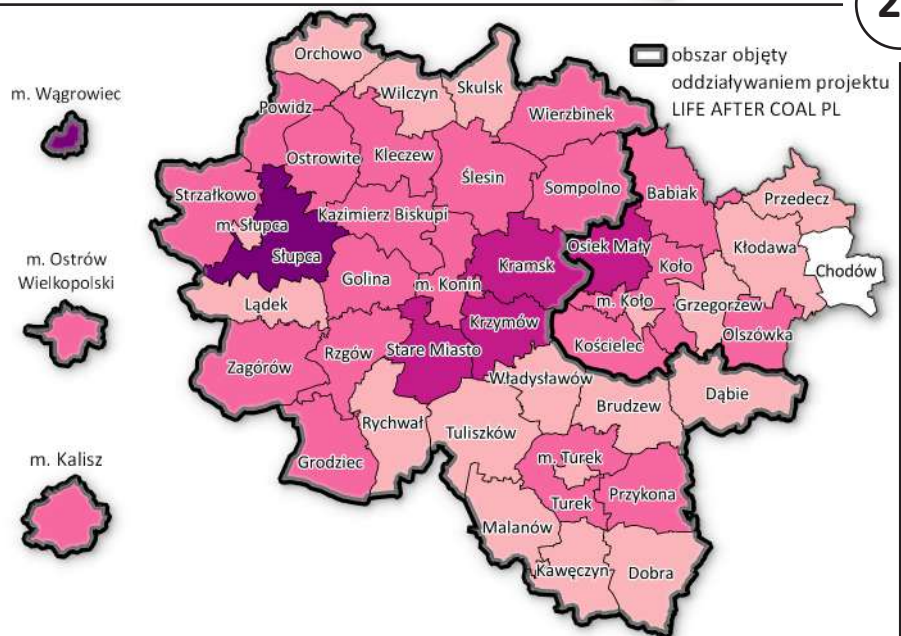 2
obszar objęty
oddziaływaniem projektu
LIFE AFTER COAL PL
m. Wągrowiec
m. Ostrów
Wielkopolski
m. Kalisz
Orchowo
Wilczyn
Skulsk
Wierzbinek
Powidz
Ostrowite
Kleczew
Ślesin
Sompolno
Babiak
Przedecz
Strzałkowo
m. Słupca
Słupca
Kazimierz Biskupi
Osiek Mały
Kłodawa
Chodów
Golina
m. Konin
Kramsk
Koło
Lądek
m. Koło
Grzegorzew
Olszówka
Krzymów
Kościelec
Zagórów
Rzgów
Stare Miasto
Władysławów
Brudzew
Dąbie
Rychwał
Tuliszków
Grodziec
m. Turek
Turek
Przykona
Malanów
Kawęczyn
Dobra